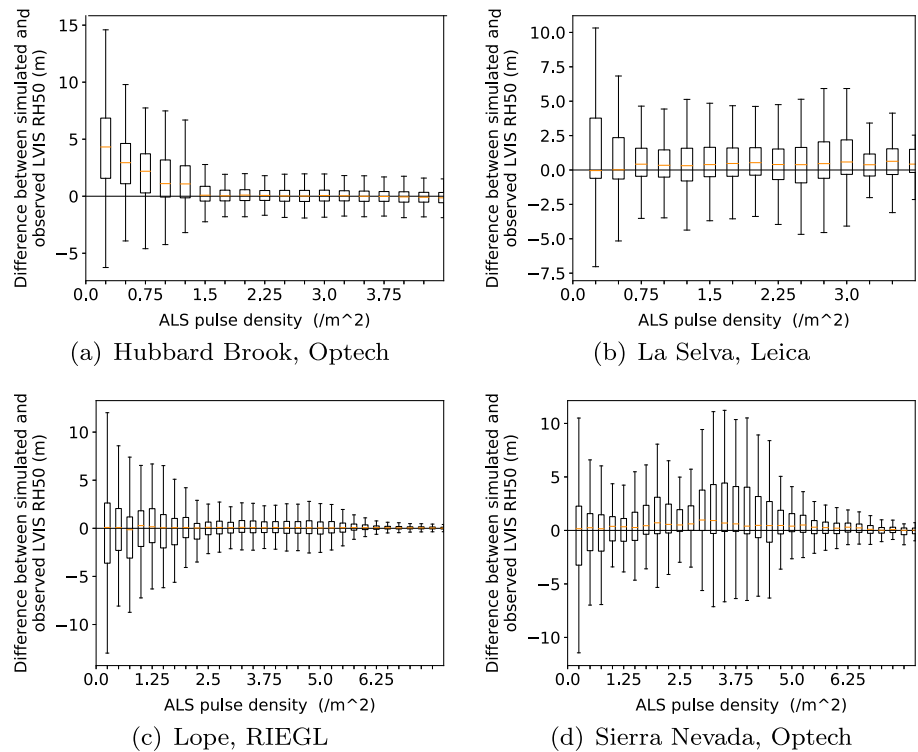 Difference between simulated and
observed LVIS RH50 (m)
15
10
5
0
−5
0.0 0.75 1.5 2.25 3.0 3.75
ALS pulse density (/m^2)
(a) Hubbard Brook, Optech
Difference between simulated and
observed LVIS RH50 (m)
10.0
7.5
5.0
2.5
0.0
−2.5
−5.0
−7.5
0.0 0.75 1.5 2.25 3.0
ALS pulse density (/m^2)
(b) La Selva, Leica
Difference between simulated and
observed LVIS RH50 (m)
10
5
0
−5
−10
0.0 1.25 2.5 3.75 5.0 6.25
ALS pulse density (/m^2)
(c) Lope, RIEGL
Difference between simulated and
observed LVIS RH50 (m)
10
5
0
−5
−10
0.0 1.25 2.5 3.75 5.0 6.25
ALS pulse density (/m^2)
(d) Sierra Nevada, Optech